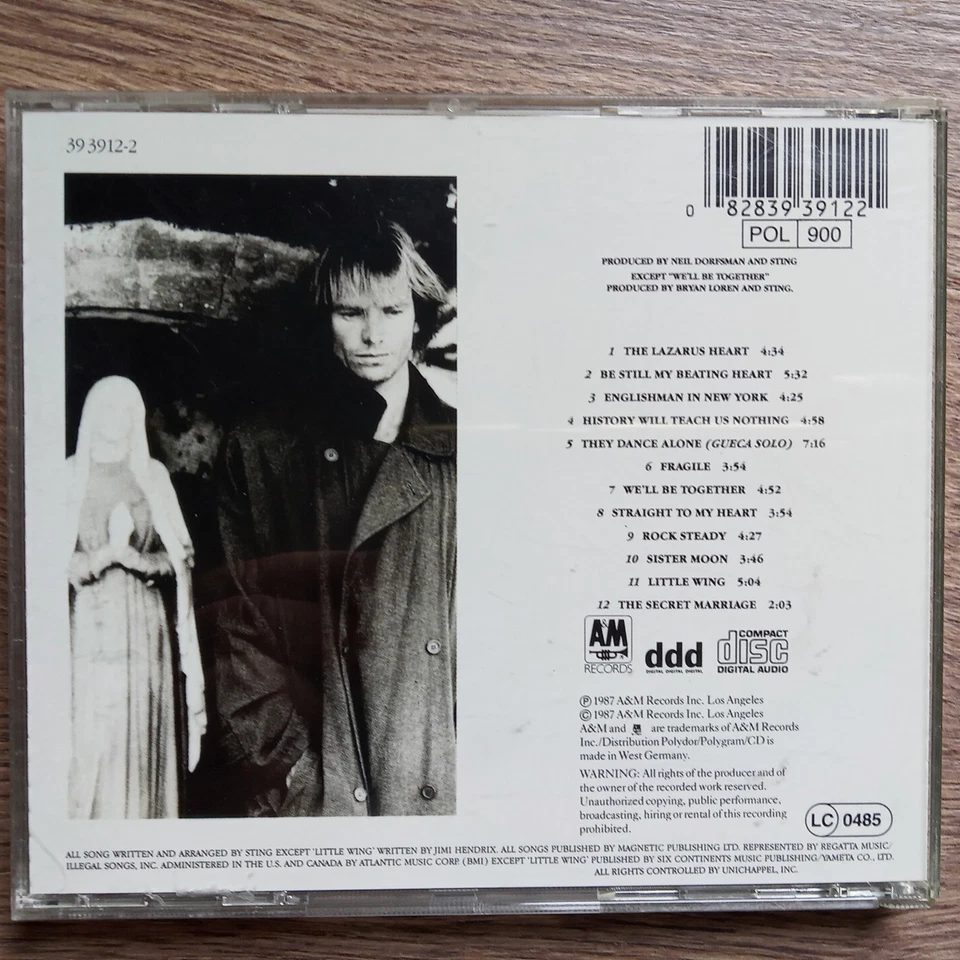 39 3912-2
0 82839 39122
POL 900
PRODUCED BY NEIL DORFSMAN AND STING
EXCEPT "WE'LL BE TOGETHER"
PRODUCED BY BRYAN LOREN AND STING.
1 THE LAZARUS HEART 4:34
2 BE STILL MY BEATING HEART 5:32
3 ENGLISHMAN IN NEW YORK 4:25
4 HISTORY WILL TEACH US NOTHING 4:58
5 THEY DANCE ALONE (GUECA SOLO) 7:16
6 FRAGILE 3:54
7 WE'LL BE TOGETHER 4:52
8 STRAIGHT TO MY HEART 3:54
9 ROCK STEADY 4:27
10 SISTER MOON 3:46
11 LITTLE WING 5:04
12 THE SECRET MARRIAGE 2:03
A&M RECORDS
ddd
DIGITAL DIGITAL DIGITAL
COMPACT disc DIGITAL AUDIO
Ⓟ 1987 A&M Records Inc. Los Angeles
© 1987 A&M Records Inc. Los Angeles
A&M and are trademarks of A&M Records
Inc./Distribution Polydor/Polygram/CD is
made in West Germany.
WARNING: All rights of the producer and of
the owner of the recorded work reserved.
Unauthorized copying, public performance,
broadcasting, hiring or rental of this recording
prohibited.
LC 0485
ALL SONG WRITTEN AND ARRANGED BY STING EXCEPT 'LITTLE WING' WRITTEN BY JIMI HENDRIX. ALL SONGS PUBLISHED BY MAGNETIC PUBLISHING LTD. REPRESENTED BY REGATTA MUSIC/
ILLEGAL SONGS, INC. ADMINISTERED IN THE U.S. AND CANADA BY ATLANTIC MUSIC CORP. (BMI) EXCEPT 'LITTLE WING' PUBLISHED BY SIX CONTINENTS MUSIC PUBLISHING/YAMETA CO., LTD.
ALL RIGHTS CONTROLLED BY UNICHAPPEL, INC.